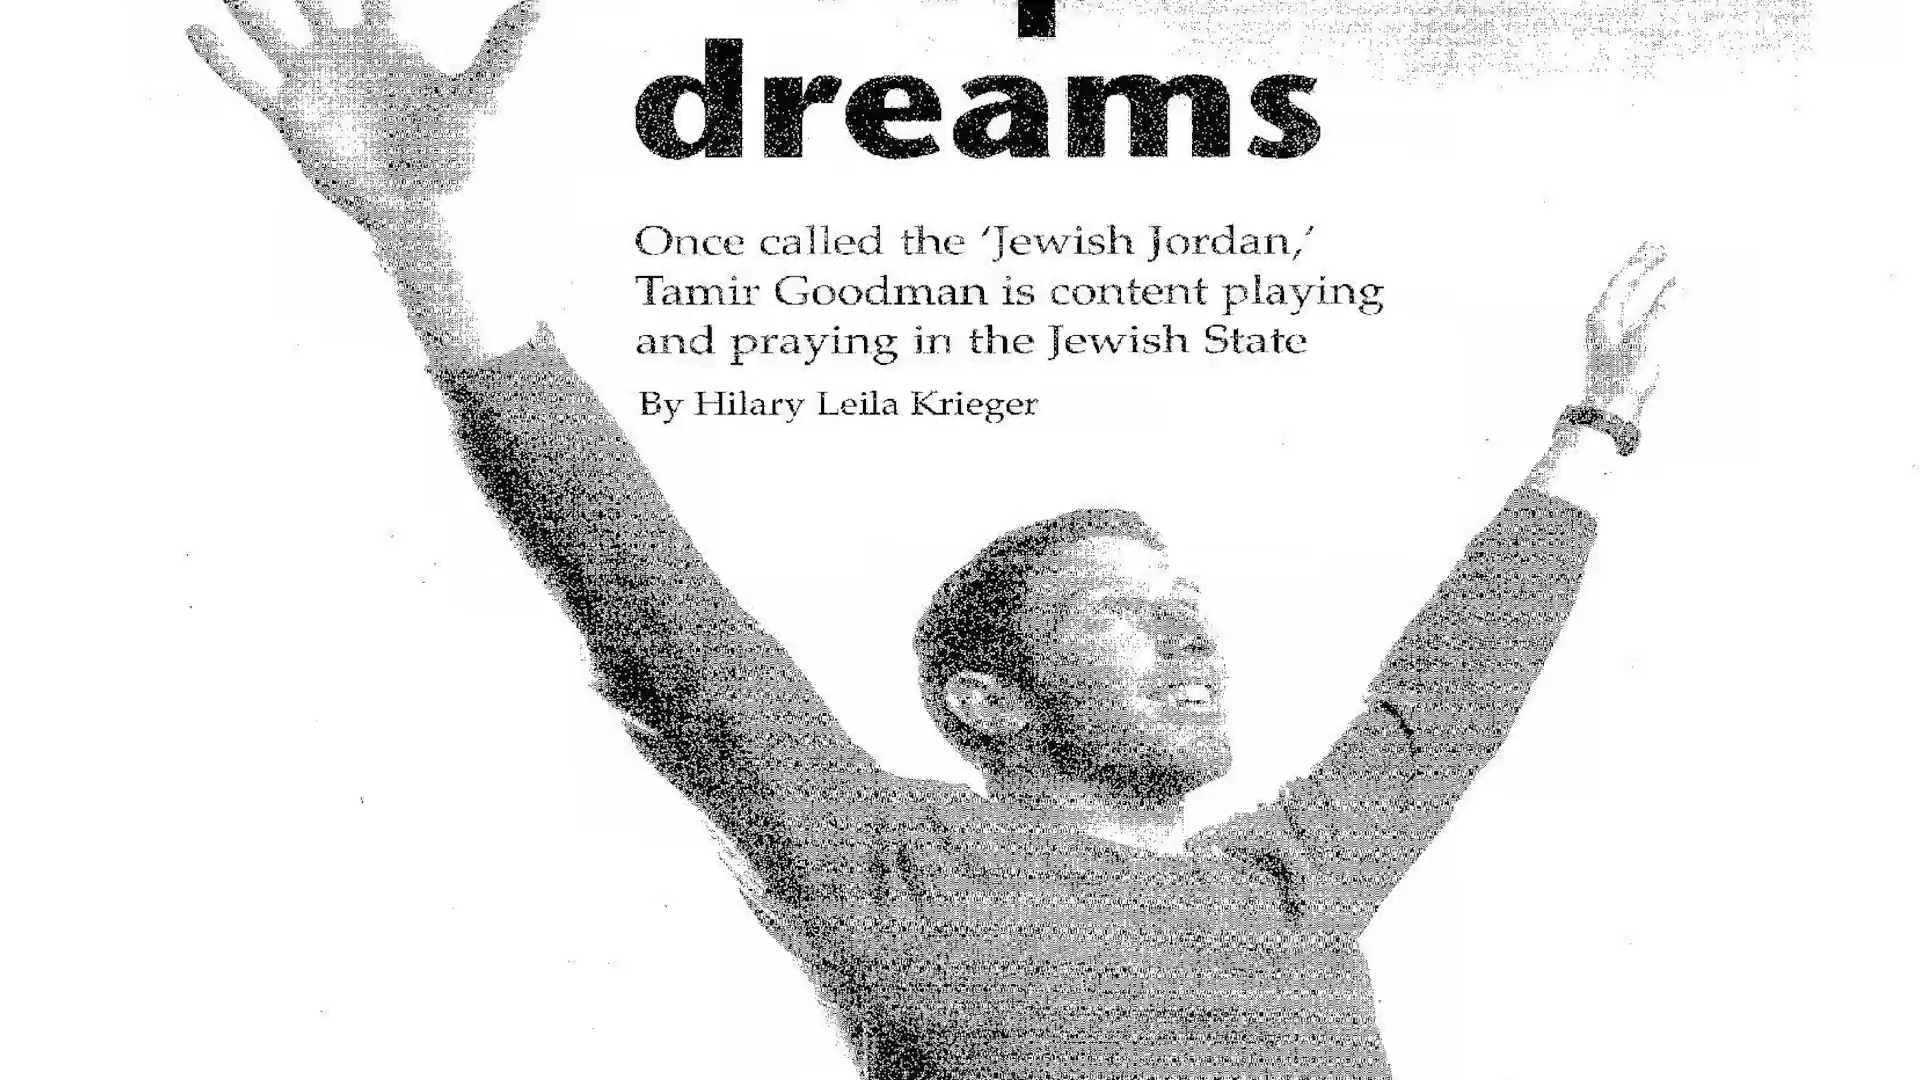 dreams
Once called the 'Jewish Jordan,'
Tamir Goodman is content playing
and praying in the Jewish State
By Hilary Leila Krieger